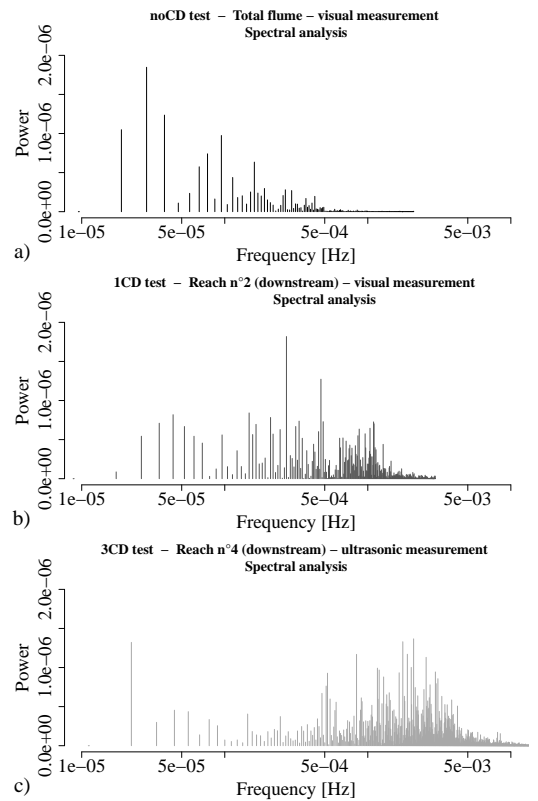 noCD test − Total flume − visual measurement
Spectral analysis
2.0e−06
1.0e−06
0.0e+00
Power
1e−05 5e−05 5e−04 5e−03
Frequency [Hz]
a)
1CD test − Reach n°2 (downstream) − visual measurement
Spectral analysis
2.0e−06
1.0e−06
0.0e+00
Power
1e−05 5e−05 5e−04 5e−03
Frequency [Hz]
b)
3CD test − Reach n°4 (downstream) − ultrasonic measurement
Spectral analysis
2.0e−06
1.0e−06
0.0e+00
Power
1e−05 5e−05 5e−04 5e−03
Frequency [Hz]
c)